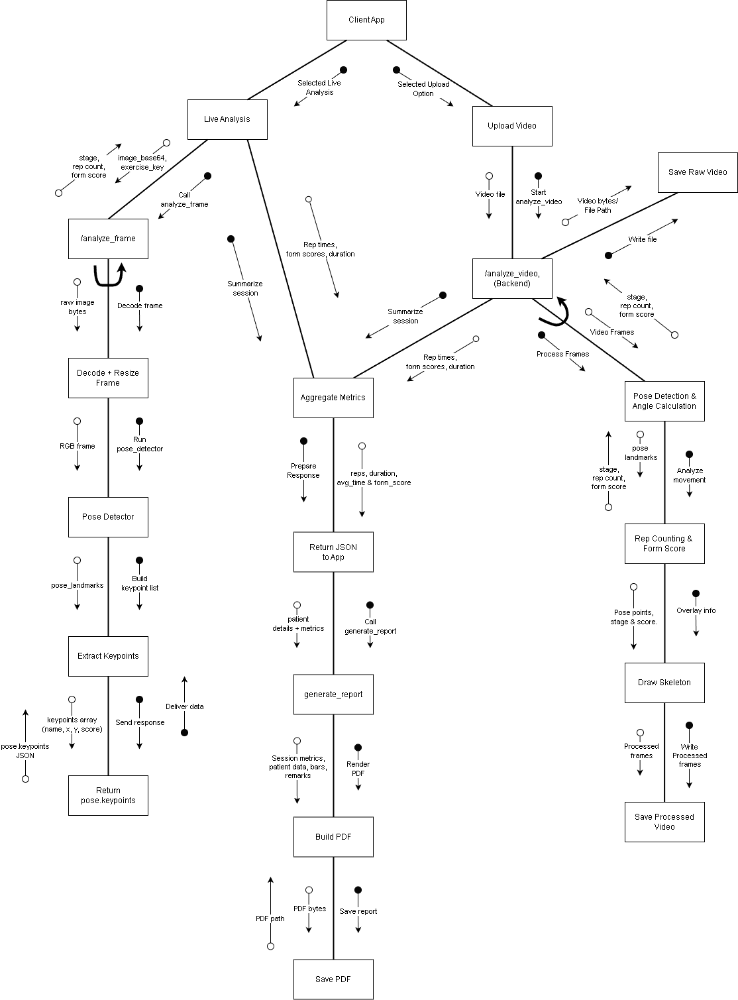 Client App
Selected Live
Analysis
Selected Upload
Option
Live Analysis
Upload Video
stage,
rep count,
form score
image_base64,
exercise_key
Save Raw Video
Call
analyze_frame
Video file
Start
analyze_video
Video bytes/
File Path
/analyze_frame
Rep times,
form scores, duration
Write file
Summarize
session
/analyze_video,
(Backend)
raw image
bytes
Decode frame
Summarize
session
stage,
rep count,
form score
Video Frames
Rep times,
form scores, duration
Process Frames
Decode + Resize
Frame
Aggregate Metrics
Pose Detection &
Angle Calculation
RGB frame
Run
pose_detector
Prepare
Response
reps, duration,
avg_time & form_score
stage,
rep count,
form score
pose
landmarks
Analyze
movement
Pose Detector
Return JSON
to App
Rep Counting &
Form Score
pose_landmarks
Build
keypoint list
patient
details + metrics
Call
generate_report
Pose points,
stage & score.
Overlay info
Extract Keypoints
generate_report
Draw Skeleton
pose.keypoints
JSON
keypoints array
(name, x, y, score)
Send response
Deliver data
Session metrics,
patient data, bars,
remarks
Render
PDF
Processed
frames
Write
Processed
frames
Return
pose.keypoints
Build PDF
Save Processed
Video
PDF path
PDF bytes
Save report
Save PDF